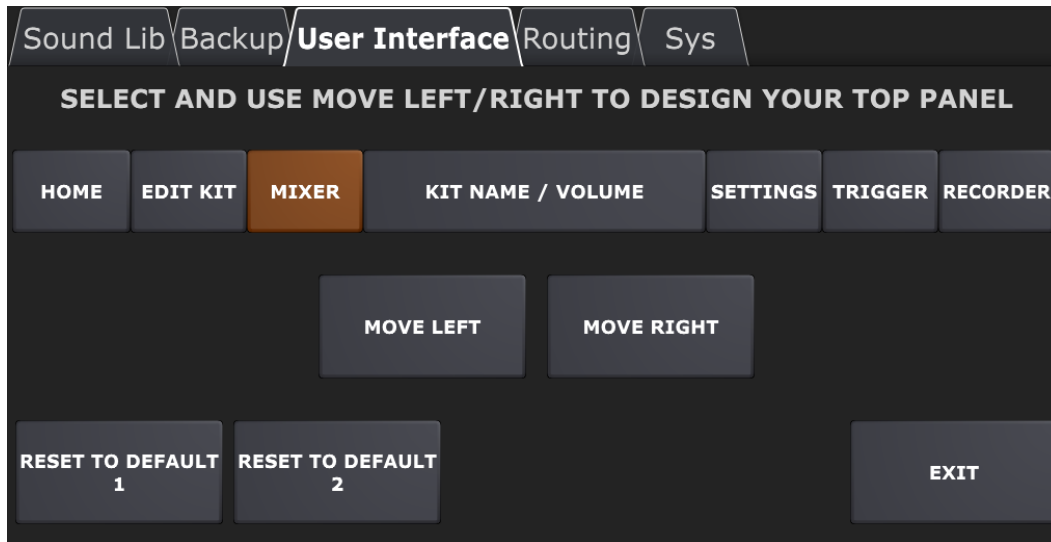 Sound Lib Backup User Interface Routing Sys
SELECT AND USE MOVE LEFT/RIGHT TO DESIGN YOUR TOP PANEL
HOME EDIT KIT MIXER KIT NAME / VOLUME SETTINGS TRIGGER RECORDER
MOVE LEFT MOVE RIGHT
RESET TO DEFAULT
1
RESET TO DEFAULT
2
EXIT